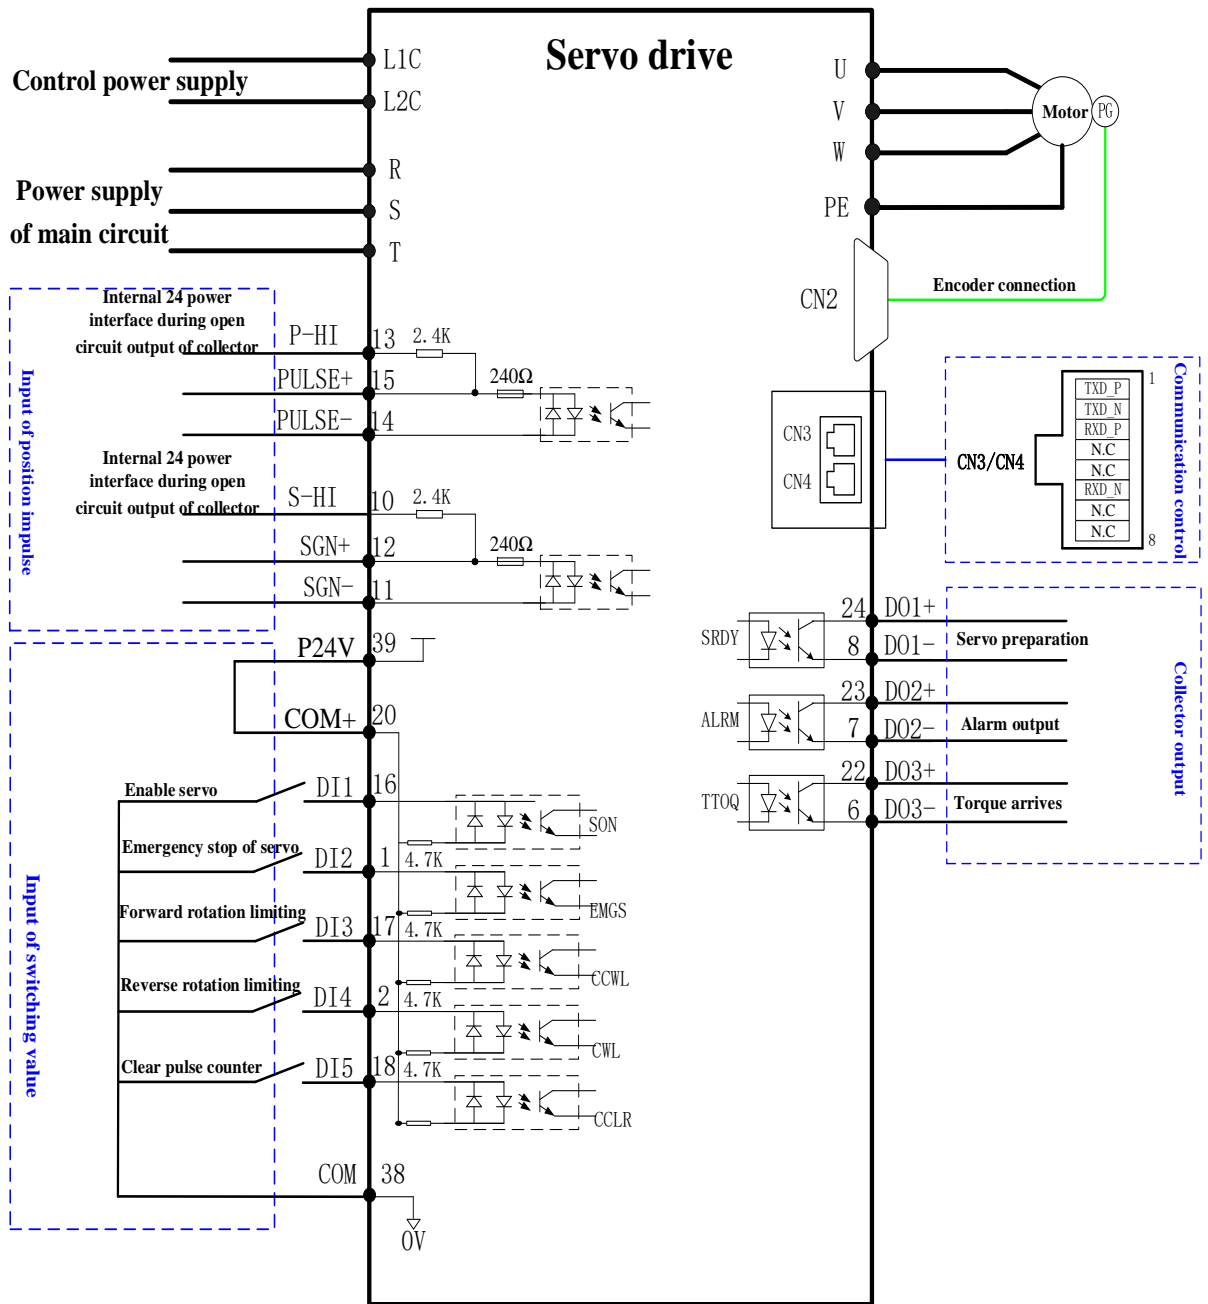 Servo drive
Control power supply
L1C
L2C
Power supply
of main circuit
R
S
T
U
V
W
PE
Motor
PG
CN2
Encoder connection
Input of position impulse
Internal 24 power
interface during open
circuit output of collector
P-HI
13
2.4K
PULSE+
15
240Ω
PULSE-
14
Internal 24 power
interface during open
circuit output of collector
S-HI
10
2.4K
SGN+
12
240Ω
SGN-
11
CN3
CN4
CN3/CN4
1
TXD_P
TXD_N
RXD_P
N.C
N.C
RXD_N
N.C
N.C
8
Communication control
Input of switching value
P24V
39
COM+
20
Enable servo
DI1
16
SON
Emergency stop of servo
DI2
1
4.7K
EMGS
Forward rotation limiting
DI3
17
4.7K
CCWL
Reverse rotation limiting
DI4
2
4.7K
CWL
Clear pulse counter
DI5
18
4.7K
CCLR
COM
38
0V
SRDY
24
DO1+
8
DO1-
Servo preparation
ALRM
23
DO2+
7
DO2-
Alarm output
TTOQ
22
DO3+
6
DO3-
Torque arrives
Collector output